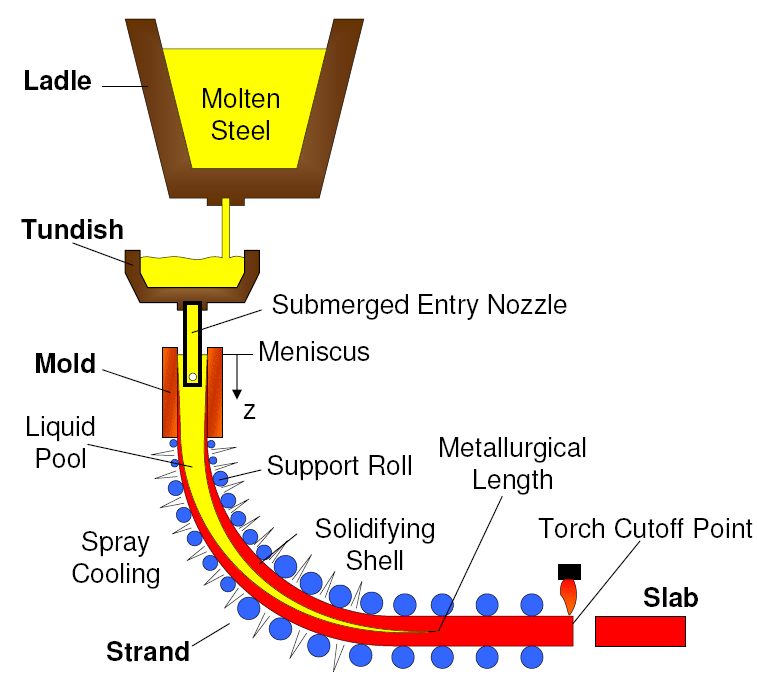 Ladle
Molten
Steel
Tundish
Submerged Entry Nozzle
Meniscus
Mold
z
Liquid
Pool
Support Roll
Metallurgical
Length
Solidifying
Shell
Torch Cutoff Point
Spray
Cooling
Slab
Strand